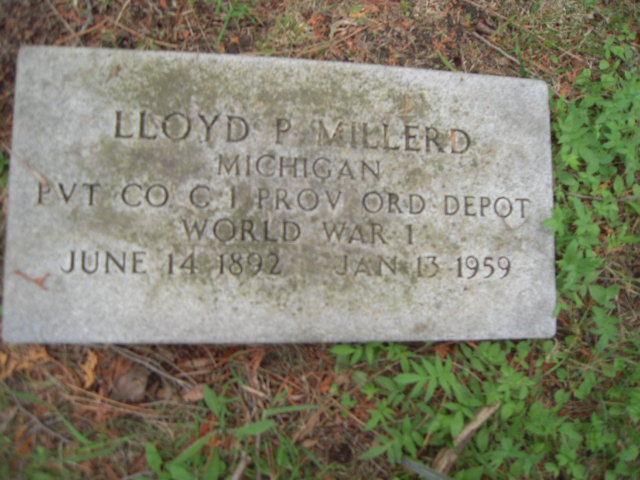 LLOYD P MILLERD
MICHIGAN
PVT CO C 1 PROV ORD DEPOT
WORLD WAR I
JUNE 14 1892 JAN 13 1959